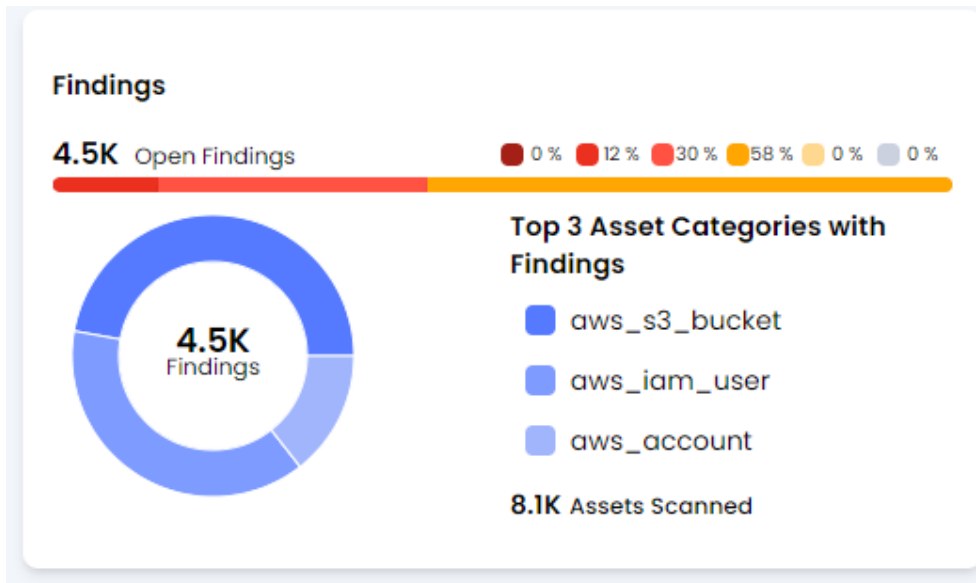 Findings
4.5K Open Findings
0 % 12 % 30 % 58 % 0 % 0 %
4.5K
Findings
Top 3 Asset Categories with
Findings
aws_s3_bucket
aws_iam_user
aws_account
8.1K Assets Scanned